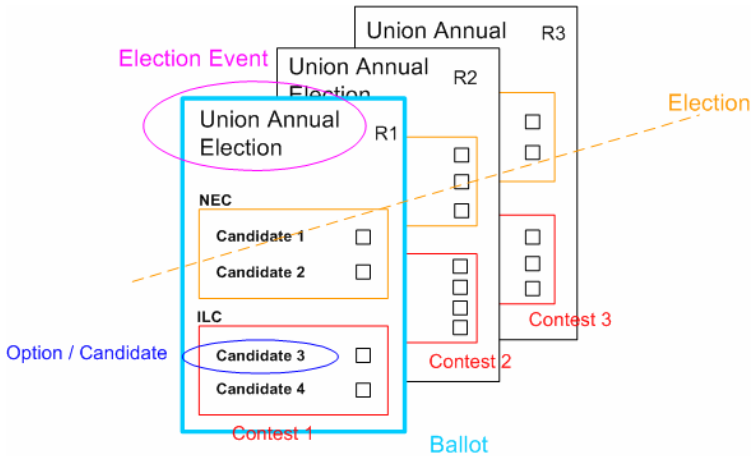 Union Annual R3
Election Event
Union Annual R2
Election
Election
Union Annual
Election R1
NEC
Candidate 1
Candidate 2
ILC
Contest 3
Option / Candidate
Candidate 3
Contest 2
Candidate 4
Contest 1
Ballot